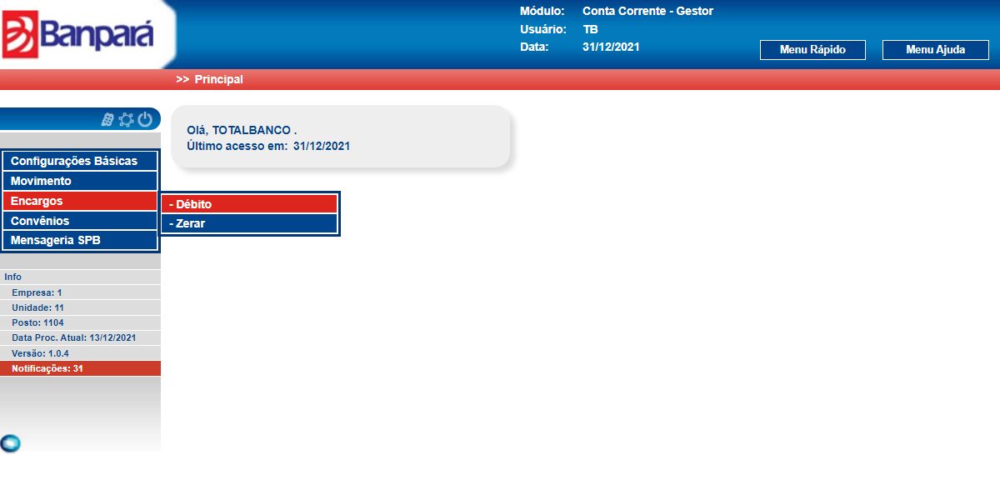 Banpará
Módulo: Conta Corrente - Gestor
Usuário: TB
Data: 31/12/2021
Menu Rápido
Menu Ajuda
>> Principal
Olá, TOTALBANCO .
Último acesso em: 31/12/2021
Configurações Básicas
Movimento
Encargos
Convênios
Mensageria SPB
- Débito
- Zerar
Info
Empresa: 1
Unidade: 11
Posto: 1104
Data Proc. Atual: 13/12/2021
Versão: 1.0.4
Notificações: 31